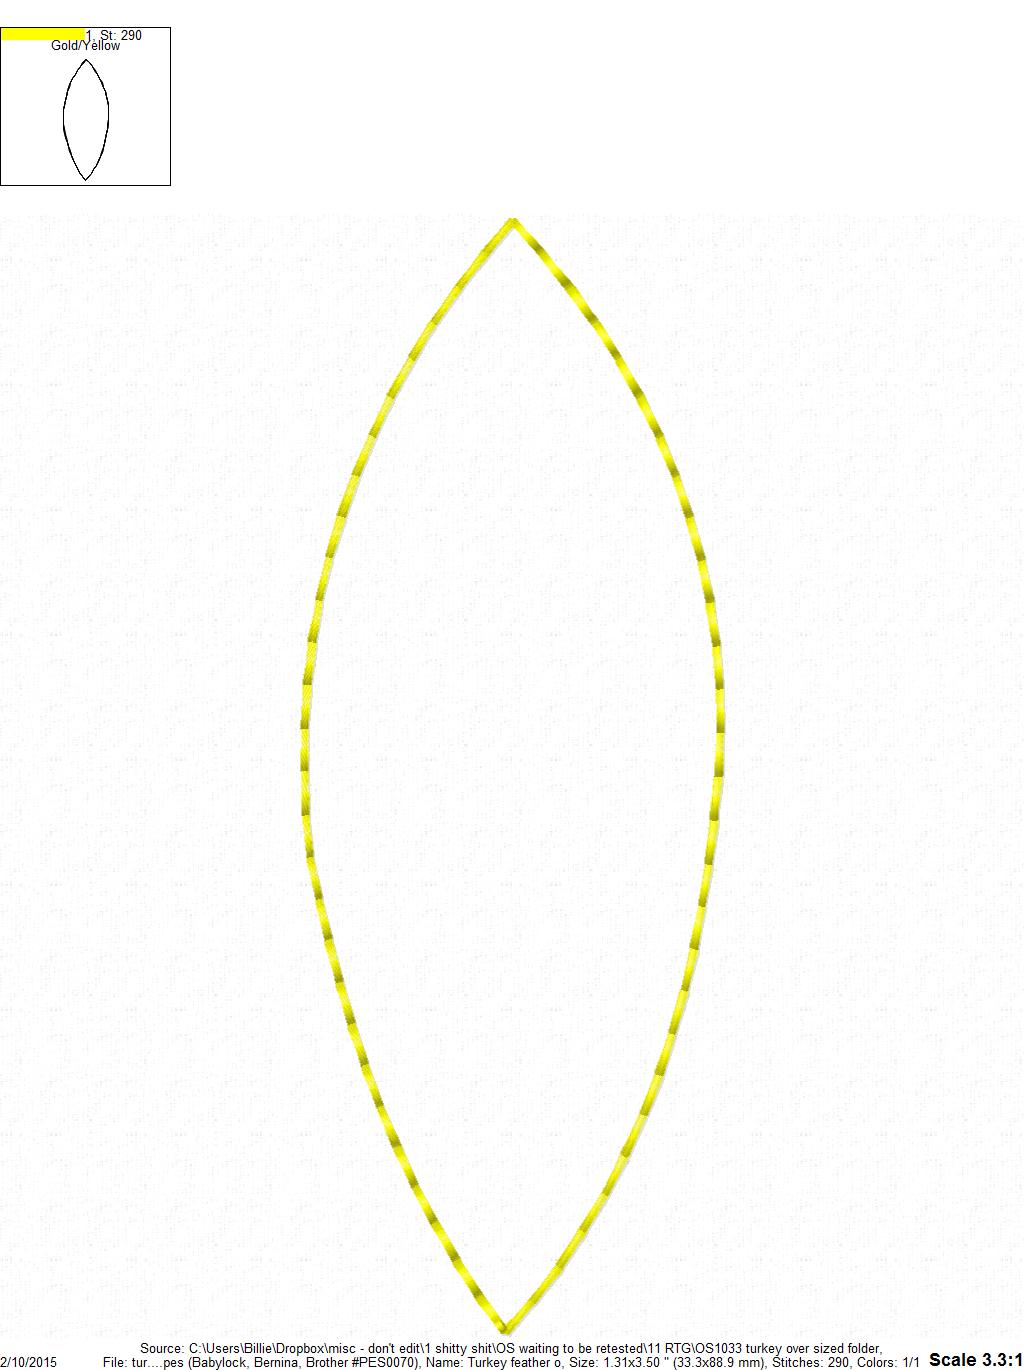 1, St: 290
Gold/Yellow
Source: C:\Users\Billie\Dropbox\misc - don't edit\1 shitty shit\OS waiting to be retested\11 RTG\OS1033 turkey over sized folder,
2/10/2015 File: tur....pes (Babylock, Bernina, Brother #PES0070), Name: Turkey feather o, Size: 1.31x3.50 " (33.3x88.9 mm), Stitches: 290, Colors: 1/1 Scale 3.3:1